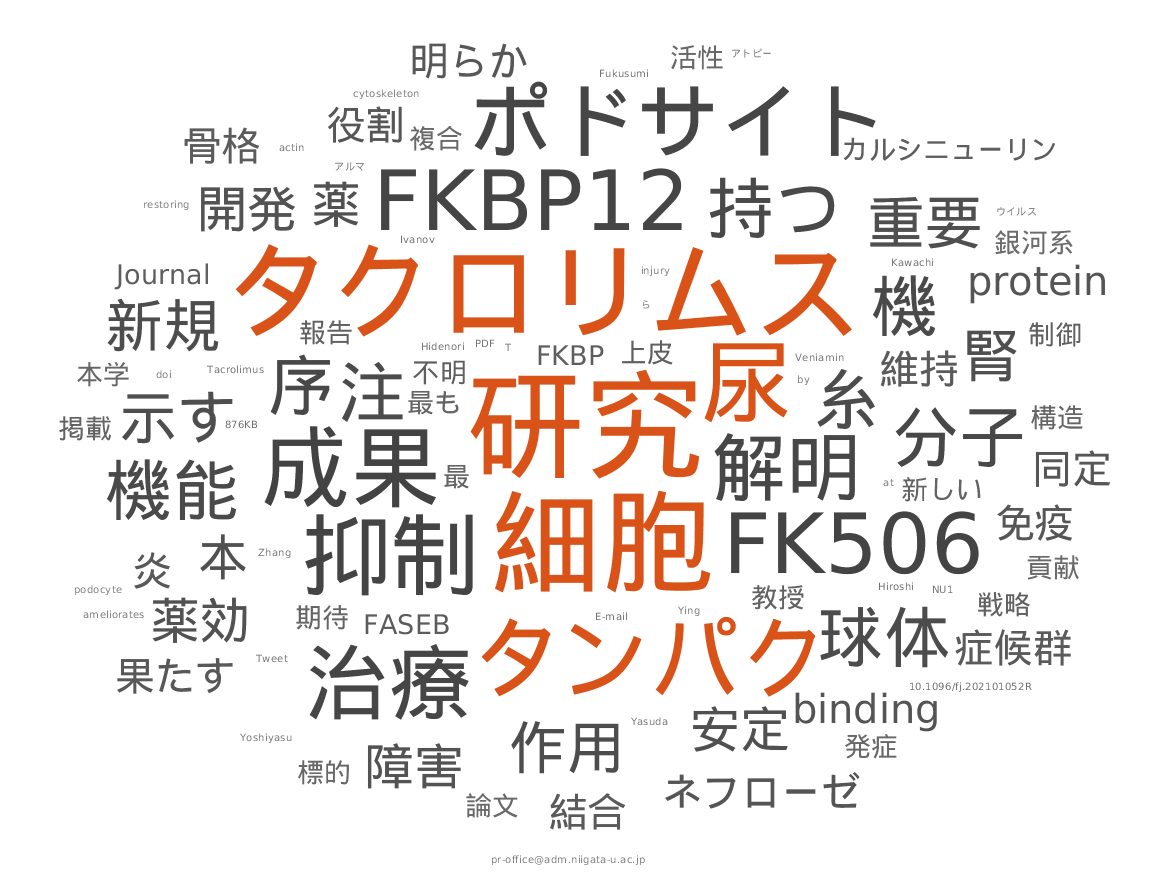 明らか
活性
アトピー
Fukusumi
cytoskeleton
ポドサイト
役割
複合
骨格
actin
カルシニューリン
アルマ
開発
薬
FKBP12
持つ
重要
restoring
ウイルス
銀河系
Ivanov
タクロリムス
Journal
injury
Kawachi
protein
新規
ら
機
報告
Hidenori
PDF
T
FKBP
上皮
尿
制御
腎
本学
doi
Tacrolimus
序
注
不明
Veniamin
by
維持
糸
最も
研究
掲載
示す
876KB
分子
構造
成果
解明
同定
機能
最
at
新しい
細胞
FK506
免疫
抑制
炎
本
Zhang
貢献
podocyte
ameliorates
薬効
期待
FASEB
E-mail
Ying
教授
Hiroshi
NU1
戦略
タンパク
球体
症候群
果たす
Tweet
治療
10.1096/fj.202101052R
binding
Yoshiyasu
作用
Yasuda
安定
発症
標的
障害
ネフローゼ
論文
結合
pr-office@adm.niigata-u.ac.jp